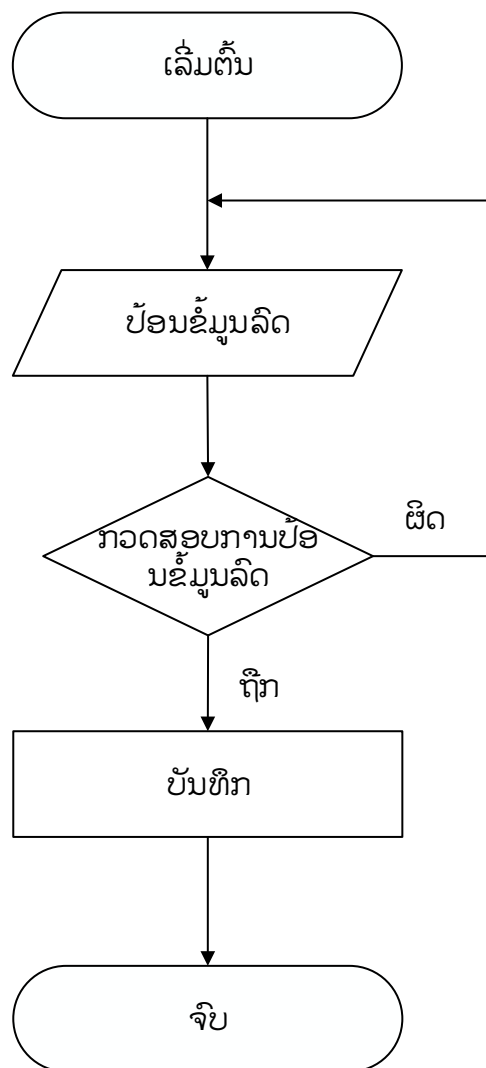 ເລີ່ມຕົ້ນ
ປ້ອນຂໍ້ມູນລົດ
ກວດສອບການປ້ອ
ນຂໍ້ມູນລົດ
ຜິດ
ຖືກ
ບັນທຶກ
ຈົບ